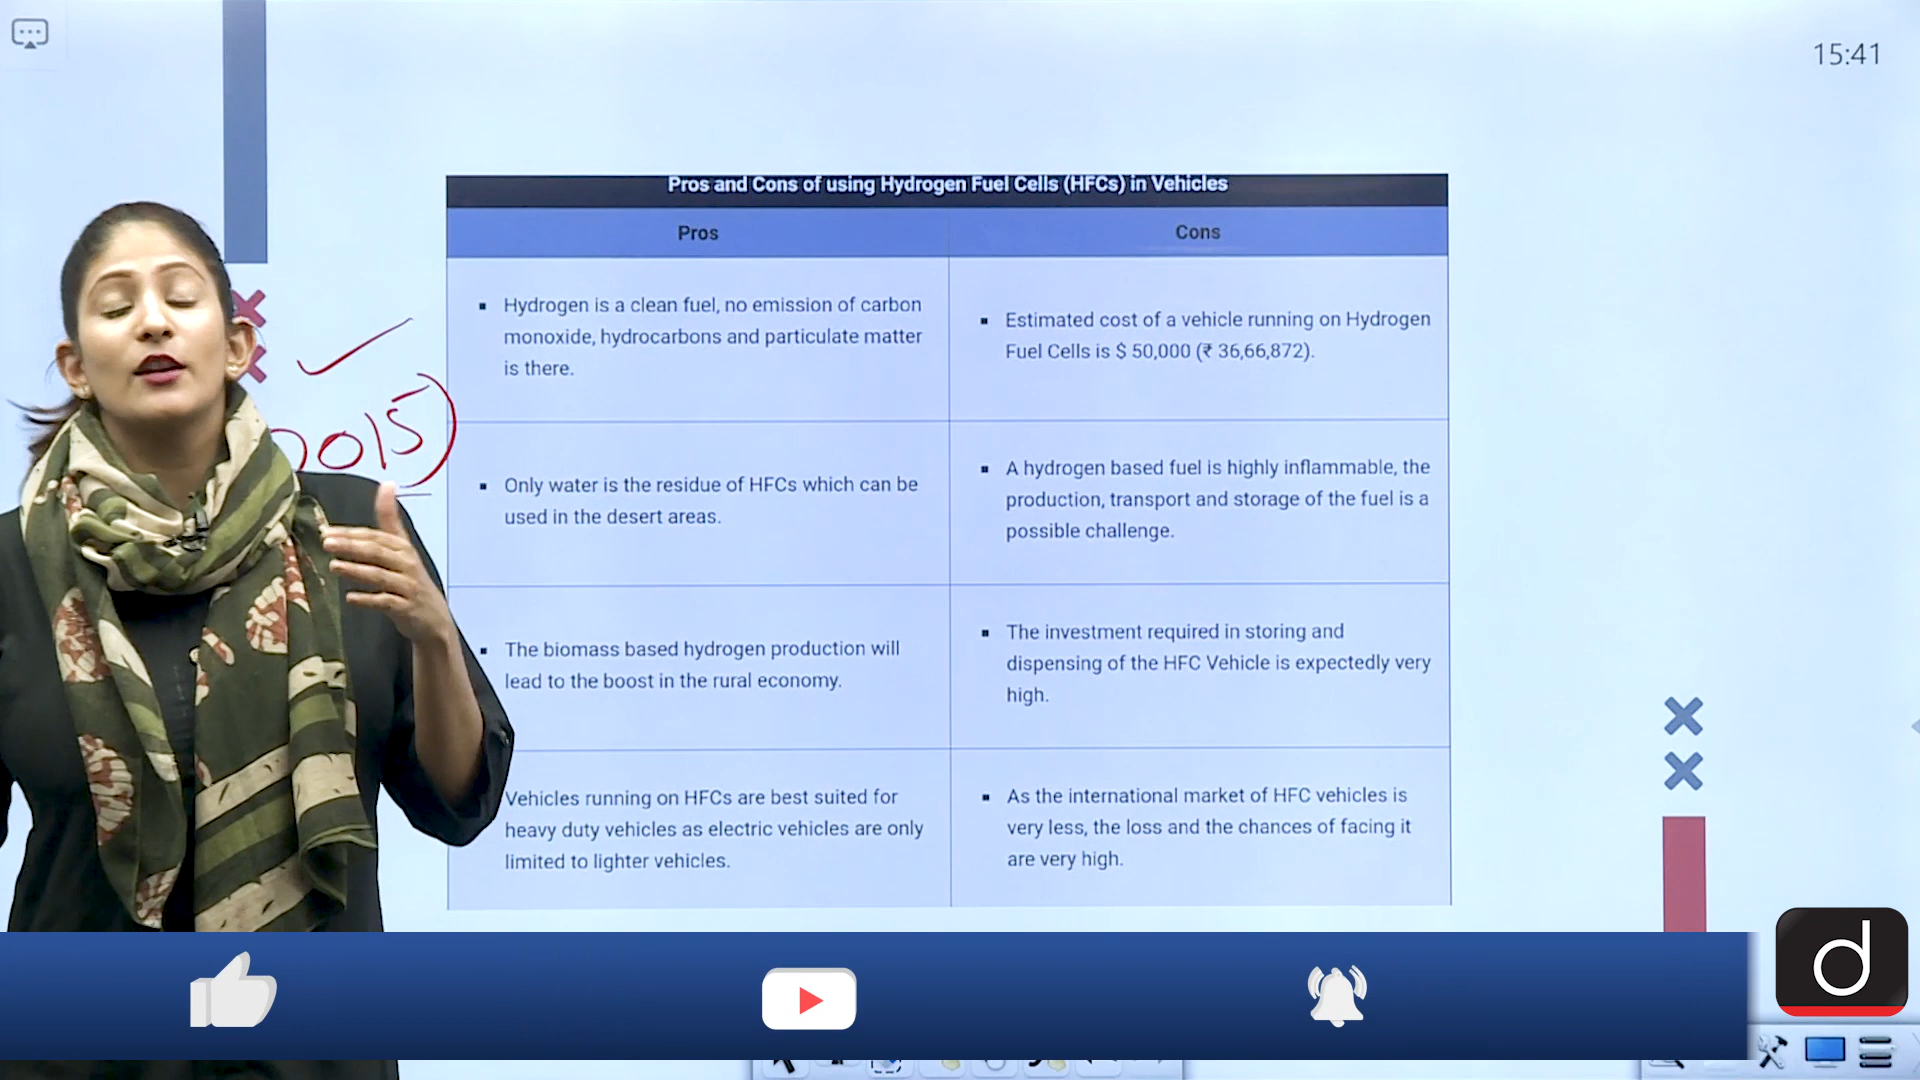 15:41
Pros and Cons of using Hydrogen Fuel Cells (HFCs) in Vehicles
Pros
Cons
▪ Hydrogen is a clean fuel, no emission of carbon
monoxide, hydrocarbons and particulate matter
is there.
▪ Estimated cost of a vehicle running on Hydrogen
Fuel Cells is $ 50,000 (₹ 36,66,872).
015)
▪ Only water is the residue of HFCs which can be
used in the desert areas.
▪ A hydrogen based fuel is highly inflammable, the
production, transport and storage of the fuel is a
possible challenge.
▪ The biomass based hydrogen production will
lead to the boost in the rural economy.
▪ The investment required in storing and
dispensing of the HFC Vehicle is expectedly very
high.
Vehicles running on HFCs are best suited for
heavy duty vehicles as electric vehicles are only
limited to lighter vehicles.
▪ As the international market of HFC vehicles is
very less, the loss and the chances of facing it
are very high.
d